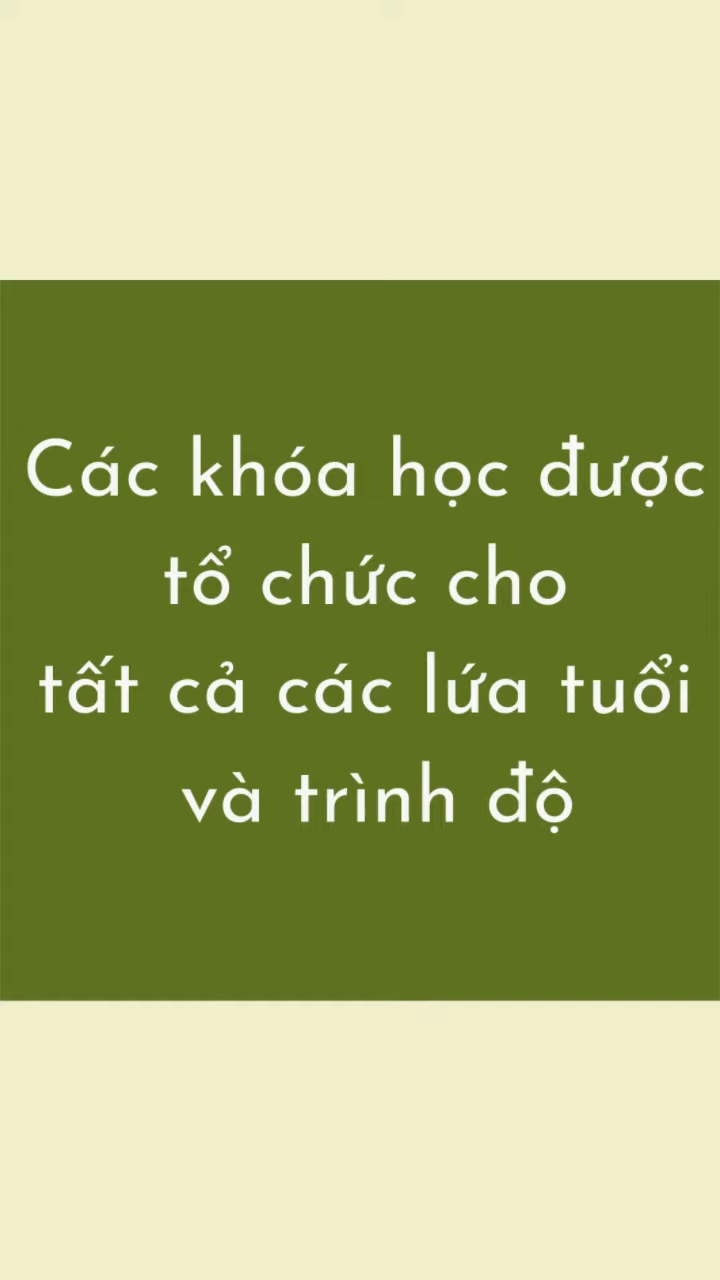 Các khóa học được
tổ chức cho
tất cả các lứa tuổi
và trình độ